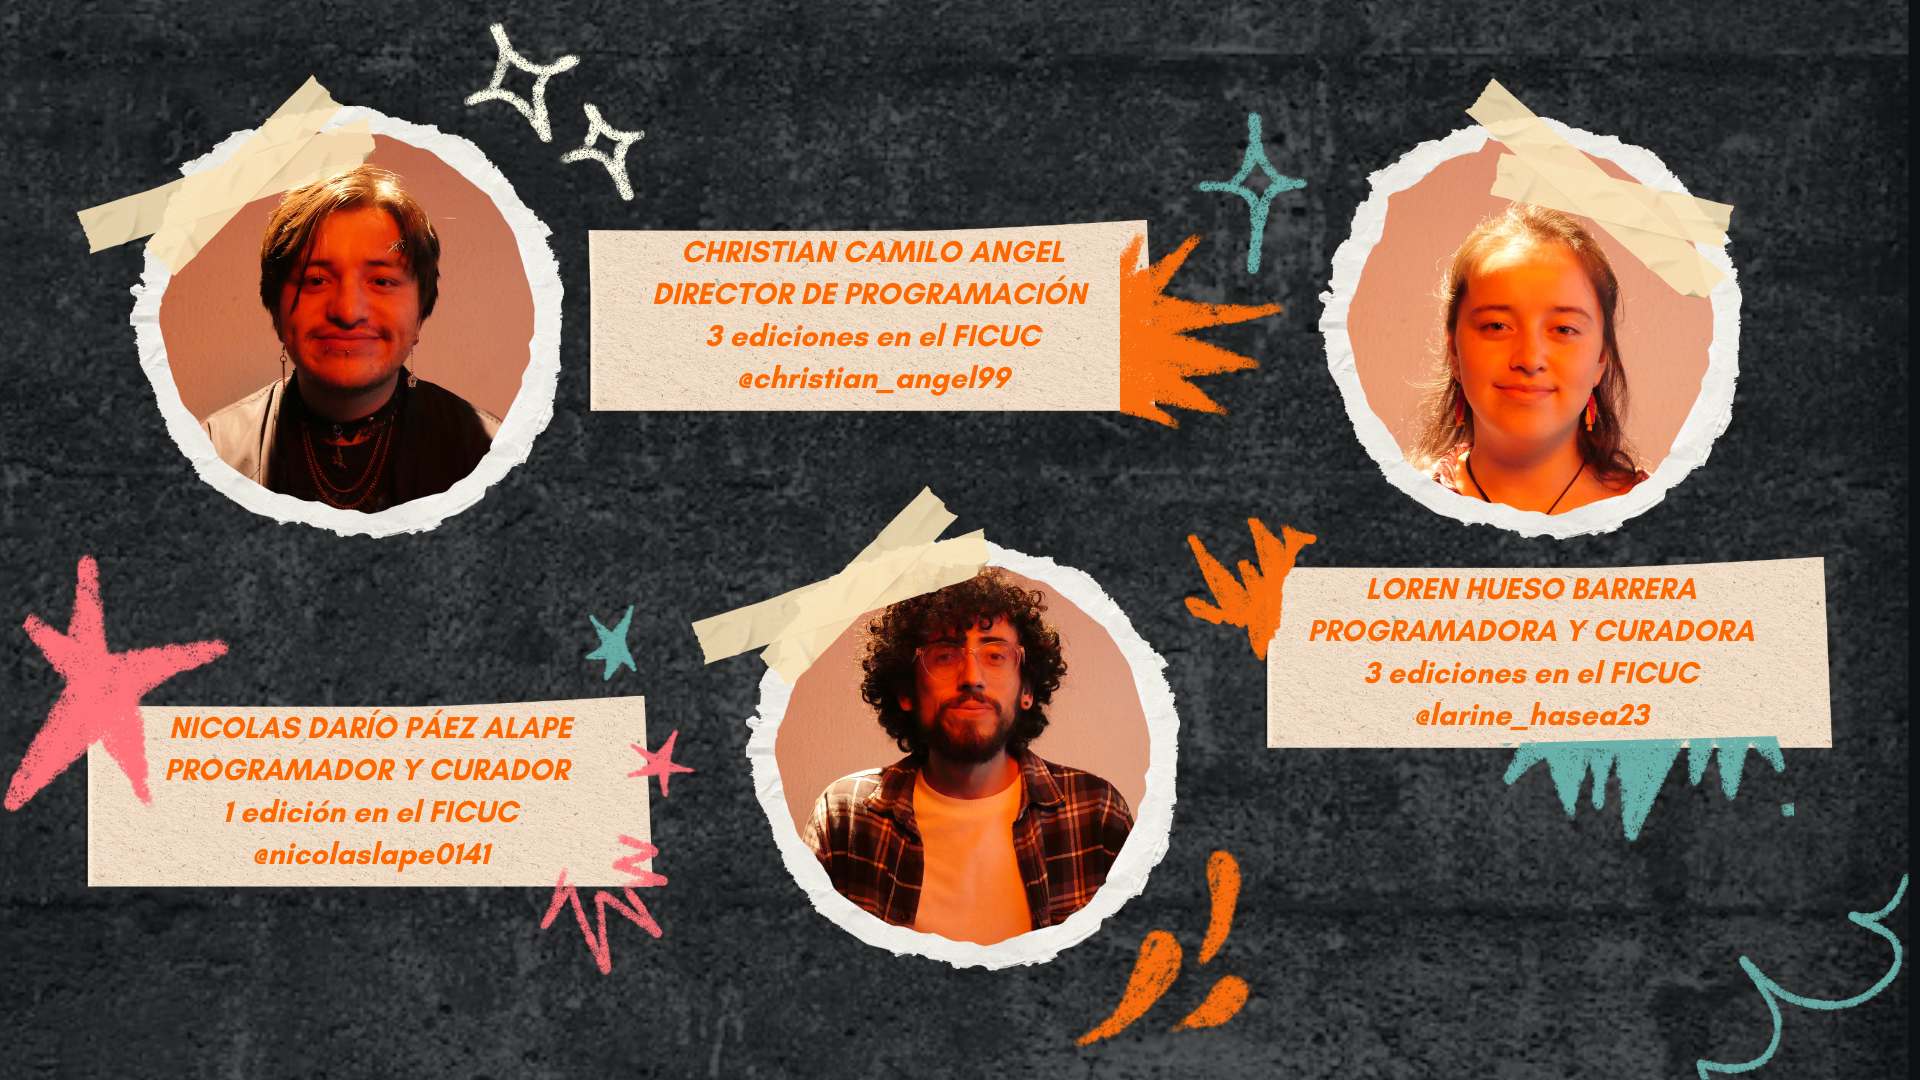 CHRISTIAN CAMILO ANGEL
DIRECTOR DE PROGRAMACIÓN
3 ediciones en el FICUC
@christian_angel99
LOREN HUESO BARRERA
PROGRAMADORA Y CURADORA
3 ediciones en el FICUC
@larine_hasea23
NICOLAS DARÍO PÁEZ ALAPE
PROGRAMADOR Y CURADOR
1 edición en el FICUC
@nicolaslape0141